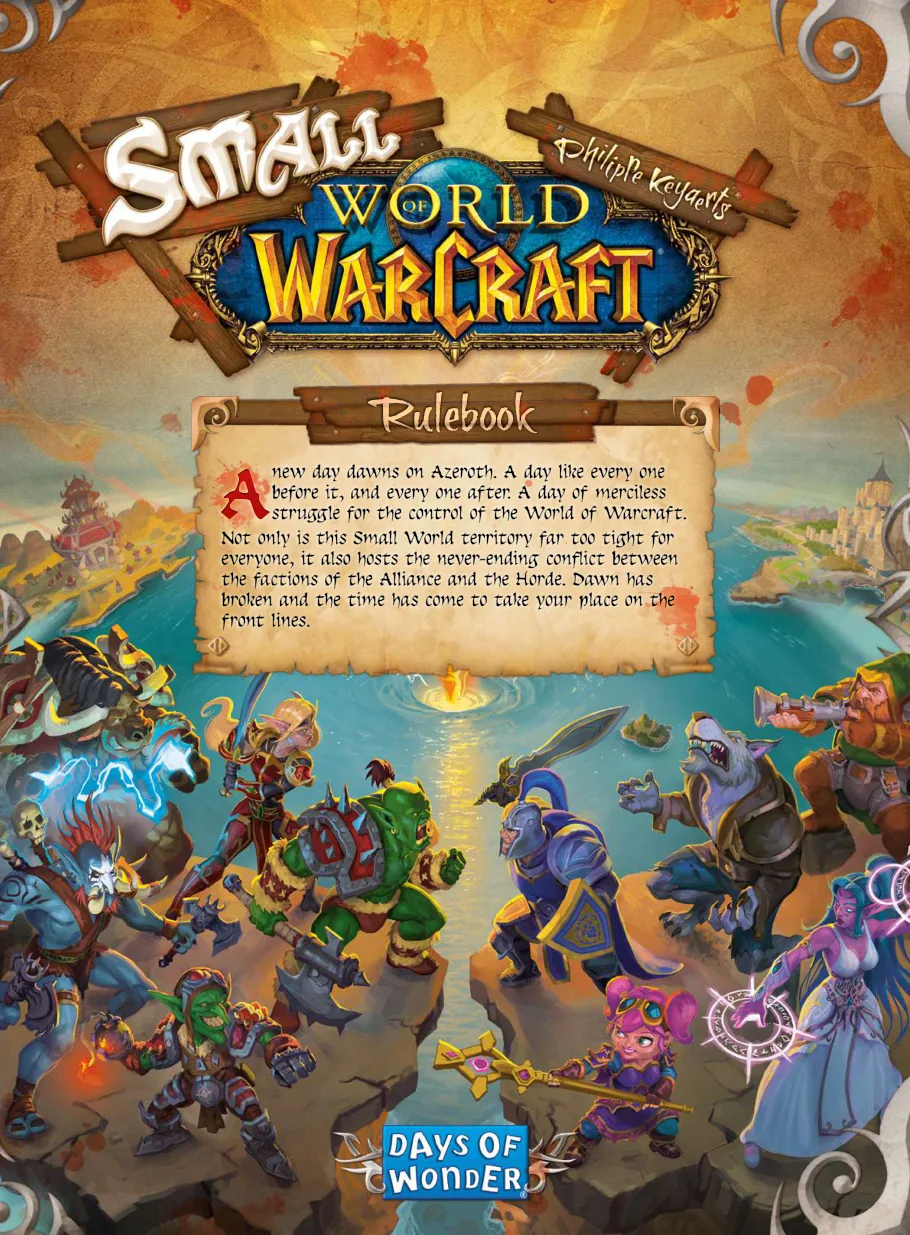 Small
Philippe Keyaerts
WORLD
OF
WARCRAFT
Rulebook
A new day dawns on Azeroth. A day like every one
before it, and every one after. A day of merciless
struggle for the control of the World of Warcraft.
Not only is this Small World territory far too tight for
everyone, it also hosts the never-ending conflict between
the factions of the Alliance and the Horde. Dawn has
broken and the time has come to take your place on the
front lines.
DAYS OF
WONDER